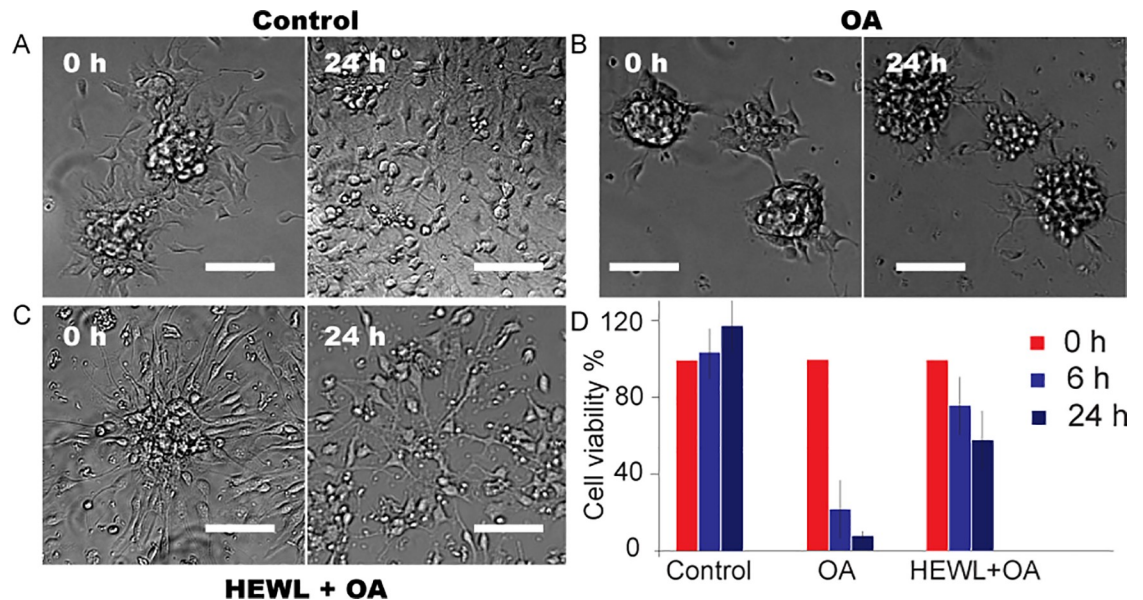 Control
OA
A
0 h
24 h
B
0 h
24 h
C
0 h
24 h
HEWL + OA
D
Cell viability %
120
80
40
0
Control
OA
HEWL+OA
0 h
6 h
24 h